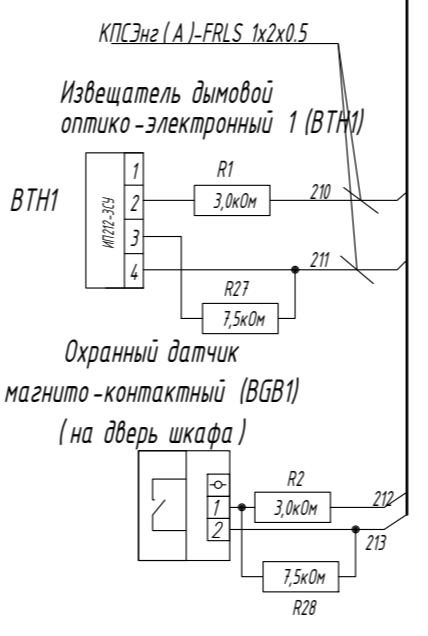 КПСЭнг(А)-FRLS 1х2х0.5
Извещатель дымовой
оптико-электронный 1 (BTH1)
BTH1
ИП212-3СУ
1
2
3
4
R1
3,0кОм
210
211
R27
7,5кОм
Охранный датчик
магнито-контактный (BGB1)
(на дверь шкафа)
1
2
R2
3,0кОм
212
213
7,5кОм
R28